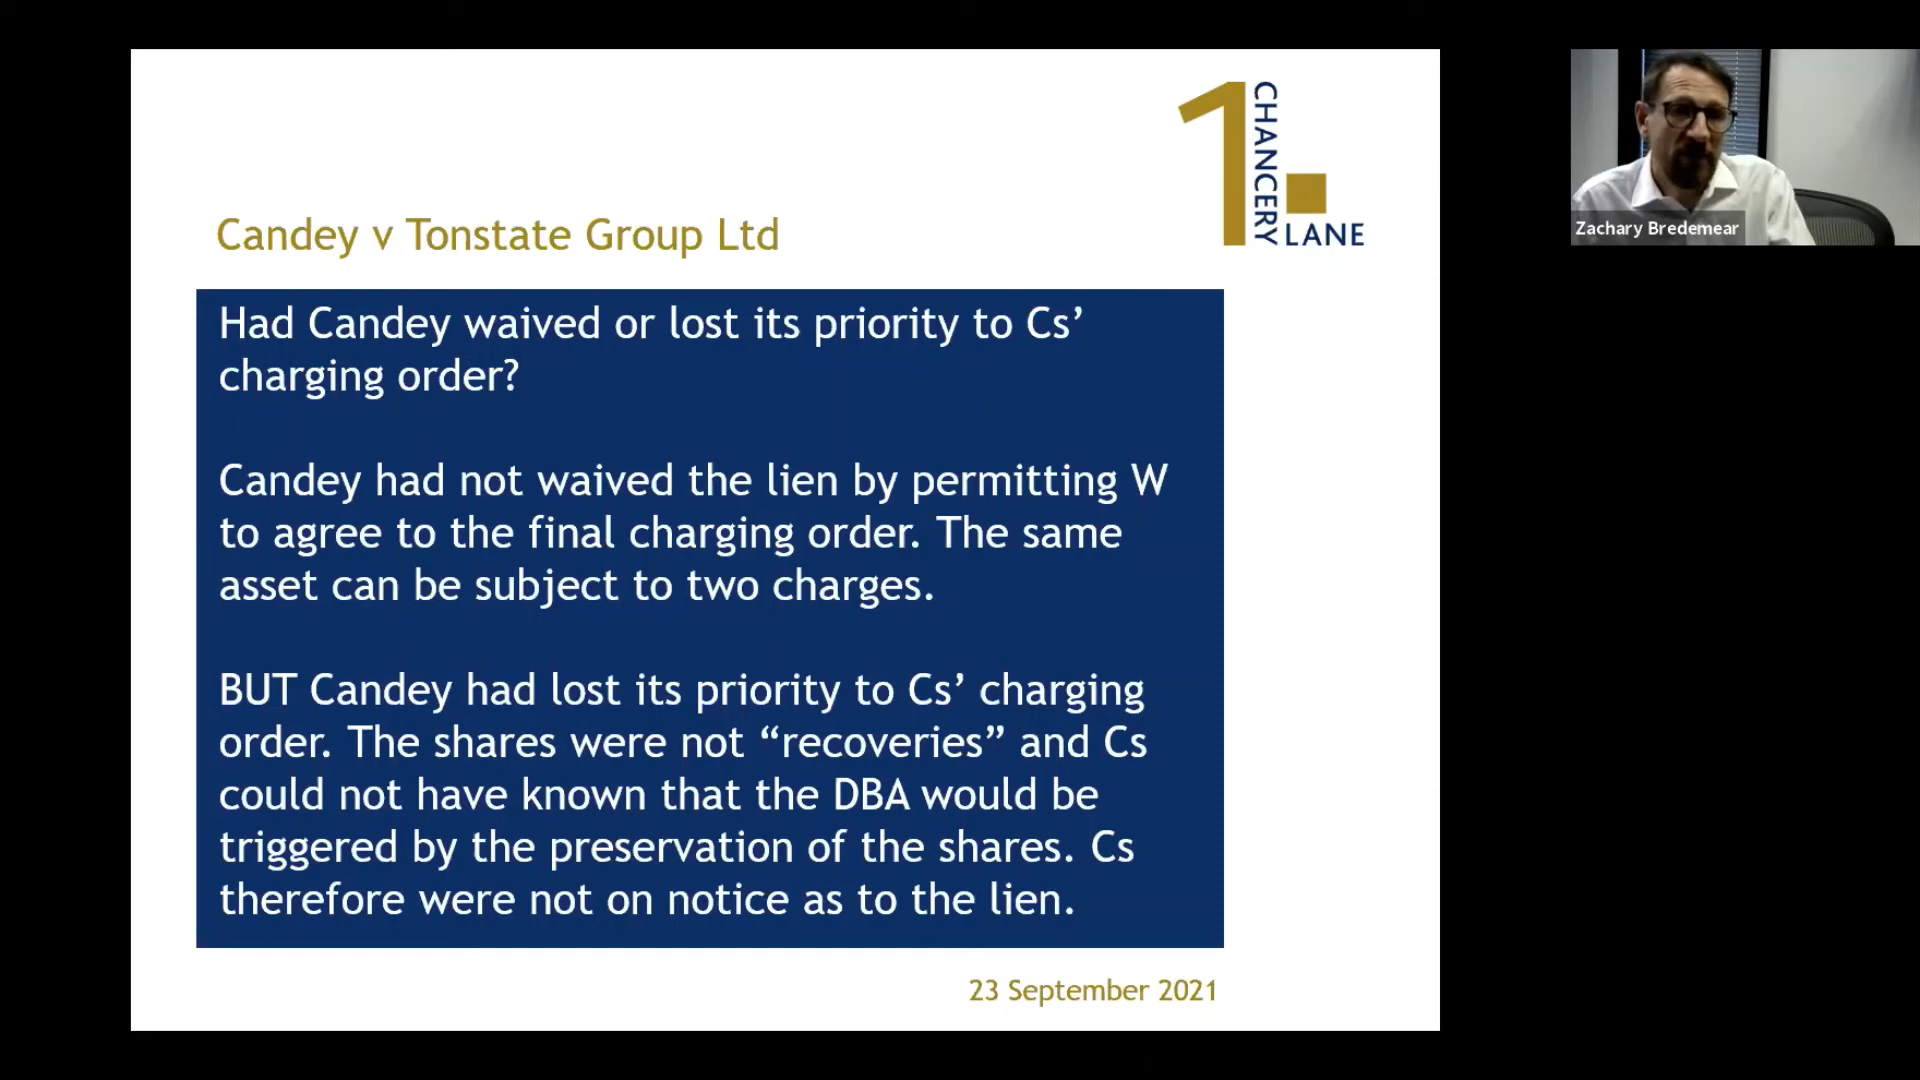 1 CHANCERY LANE
Zachary Bredemear
Candey v Tonstate Group Ltd
Had Candey waived or lost its priority to Cs’
charging order?
Candey had not waived the lien by permitting W
to agree to the final charging order. The same
asset can be subject to two charges.
BUT Candey had lost its priority to Cs’ charging
order. The shares were not “recoveries” and Cs
could not have known that the DBA would be
triggered by the preservation of the shares. Cs
therefore were not on notice as to the lien.
23 September 2021